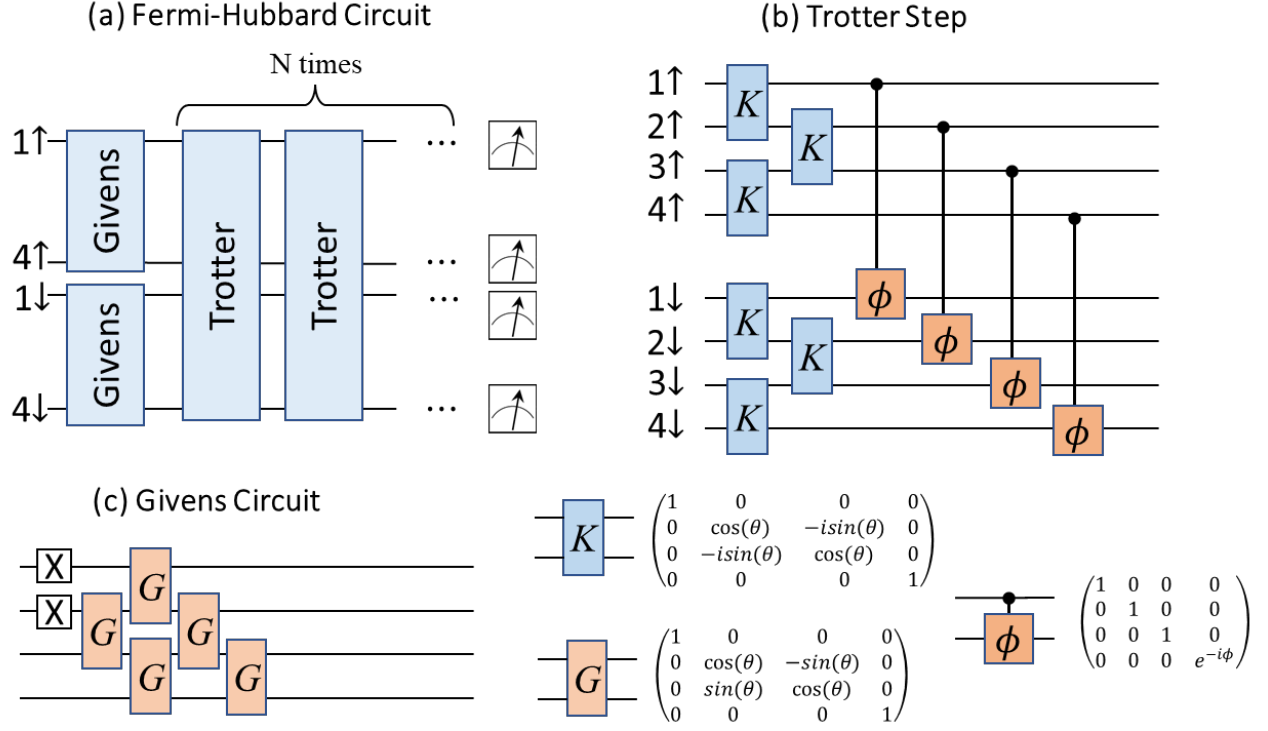 (a) Fermi-Hubbard Circuit
N times
1↑
4↑
1↓
4↓
Givens
Givens
Trotter
Trotter
...
...
...
...
(b) Trotter Step
1↑
2↑
3↑
4↑
1↓
2↓
3↓
4↓
K
K
K
K
K
K
ϕ
ϕ
ϕ
ϕ
(c) Givens Circuit
X
X
G
G
G
G
G
K
1 0 0 0
0 cos(θ) −isin(θ) 0
0 −isin(θ) cos(θ) 0
0 0 0 1
G
1 0 0 0
0 cos(θ) −sin(θ) 0
0 sin(θ) cos(θ) 0
0 0 0 1
ϕ
1 0 0 0
0 1 0 0
0 0 1 0
0 0 0 e^{−iϕ}